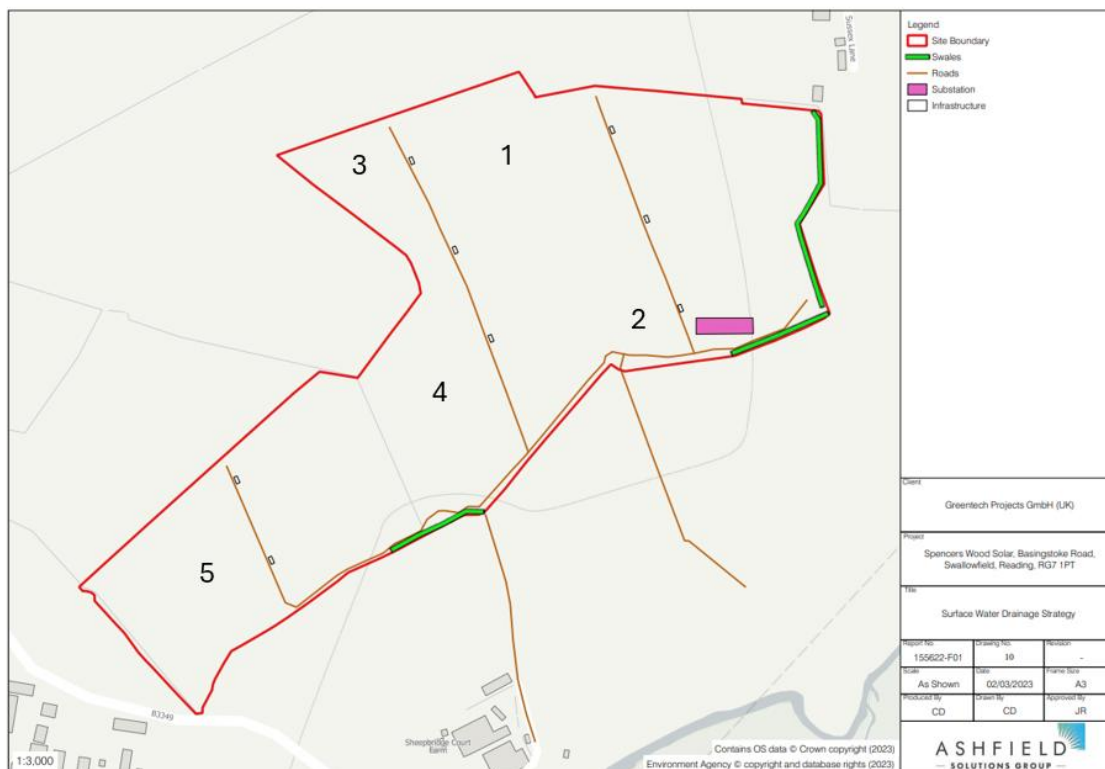 Sussex Lane
1
2
3
4
5
B3349
Sheepbridge Court
Farm
1:3,000
Contains OS data © Crown copyright (2023)
Environment Agency © copyright and database rights (2023)
Legend
Site Boundary
Swales
Roads
Substation
Infrastructure
Client
Greentech Projects GmbH (UK)
Project
Spencers Wood Solar, Basingstoke Road,
Swallowfield, Reading, RG7 1PT
Title
Surface Water Drainage Strategy
Report No.
155622-F01
Drawing No.
10
Revision
-
Scale
As Shown
Date
02/03/2023
Frame Size
A3
Produced By
CD
Drawn By
CD
Approved By
JR
ASHFIELD
SOLUTIONS GROUP